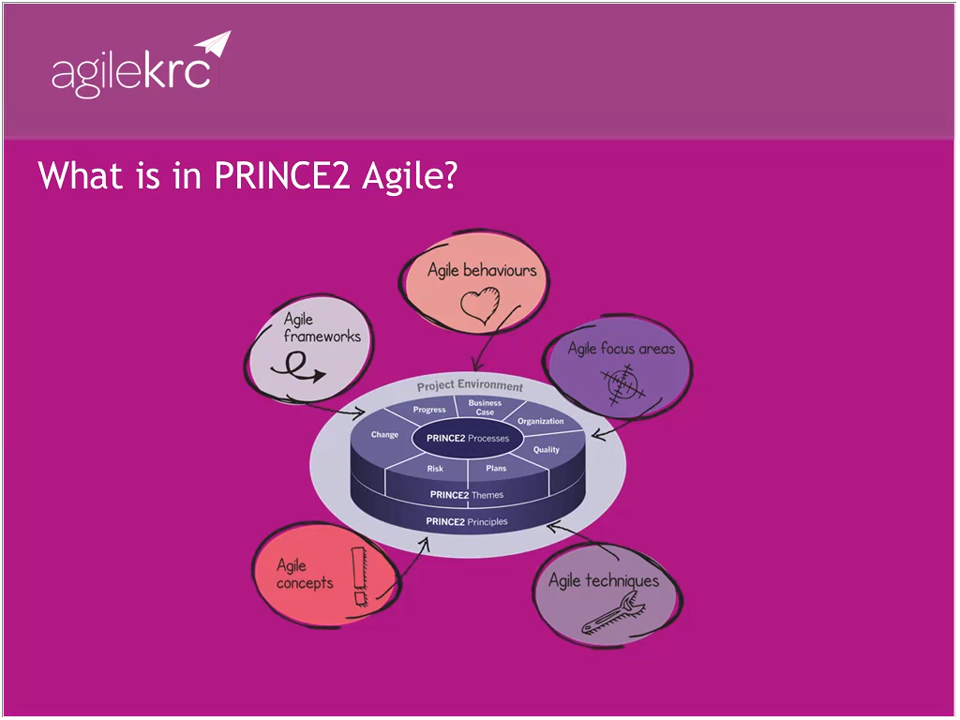 agilekrc
What is in PRINCE2 Agile?
Agile behaviours
Agile
frameworks
Agile focus areas
Project Environment
Progress
Business
Case
Organization
Change
PRINCE2 Processes
Quality
Risk
Plans
PRINCE2 Themes
PRINCE2 Principles
Agile
concepts
Agile techniques